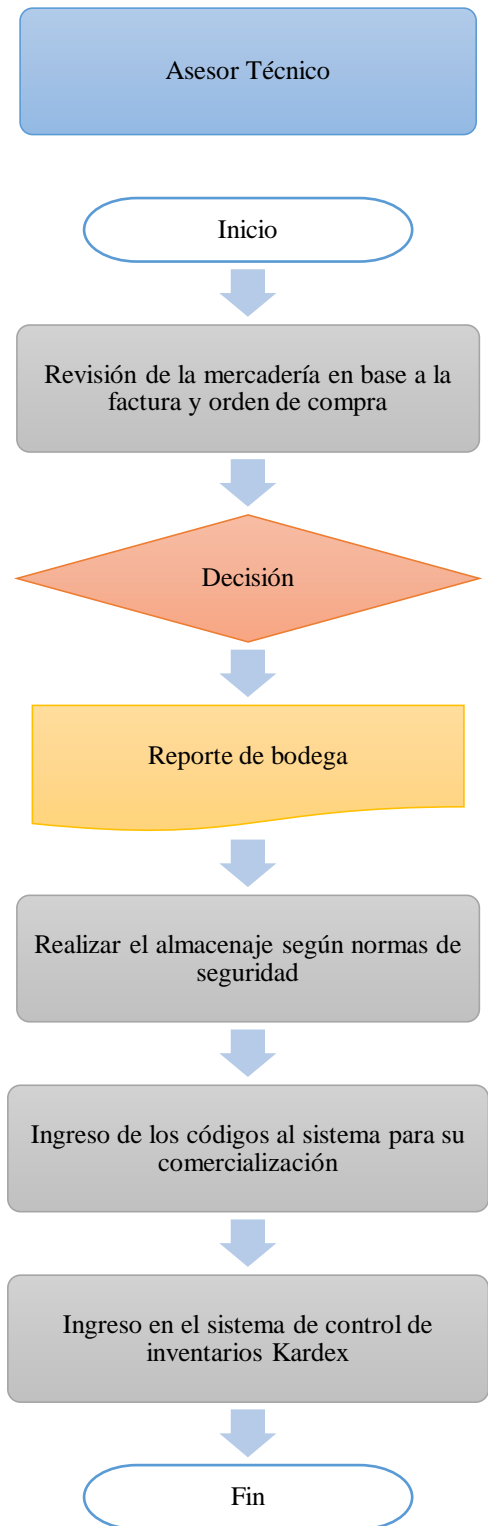 Asesor Técnico
Inicio
Revisión de la mercadería en base a la
factura y orden de compra
Decisión
Reporte de bodega
Realizar el almacenaje según normas de
seguridad
Ingreso de los códigos al sistema para su
comercialización
Ingreso en el sistema de control de
inventarios Kardex
Fin